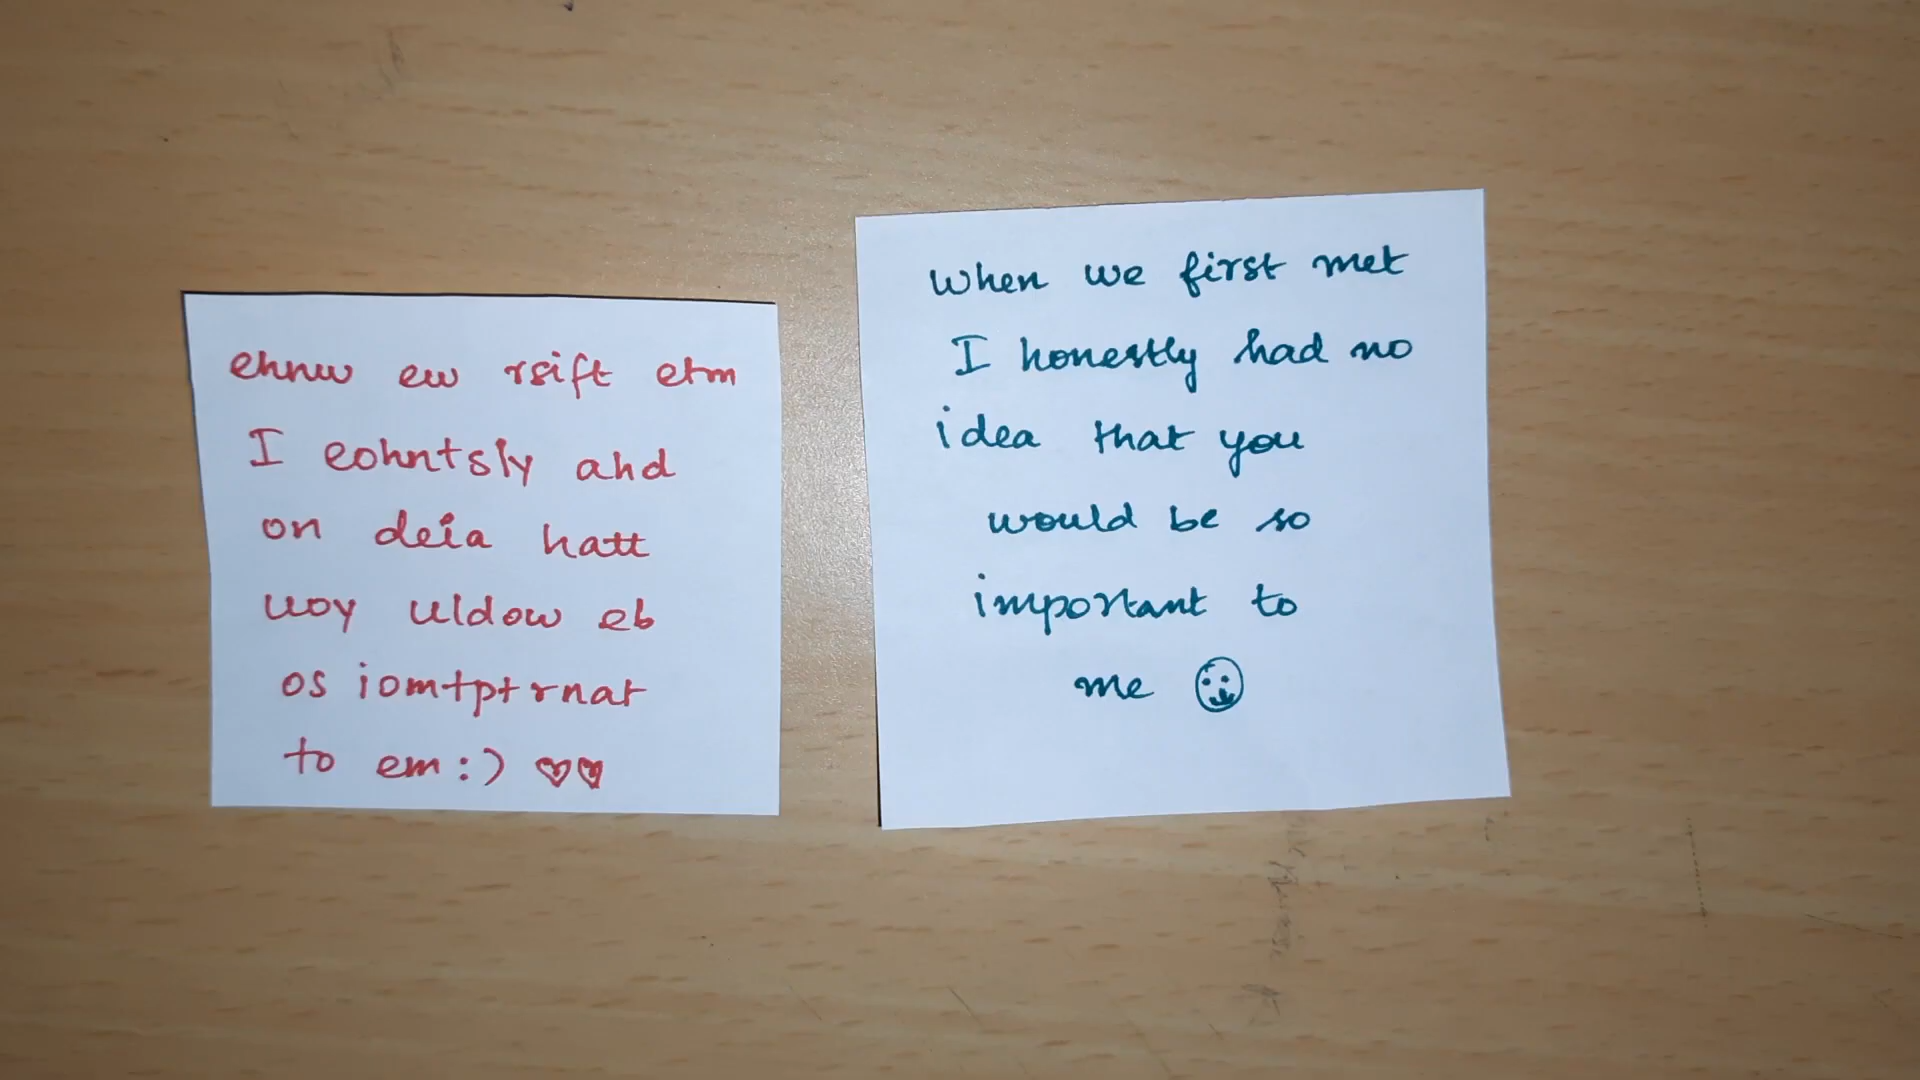 ehnw ew rsift etm
I eohntsly ahd
on deia hatt
uoy uldow eb
os iomtptrnat
to em:) ♡♡
When we first met
I honestly had no
idea that you
would be so
important to
me ☺